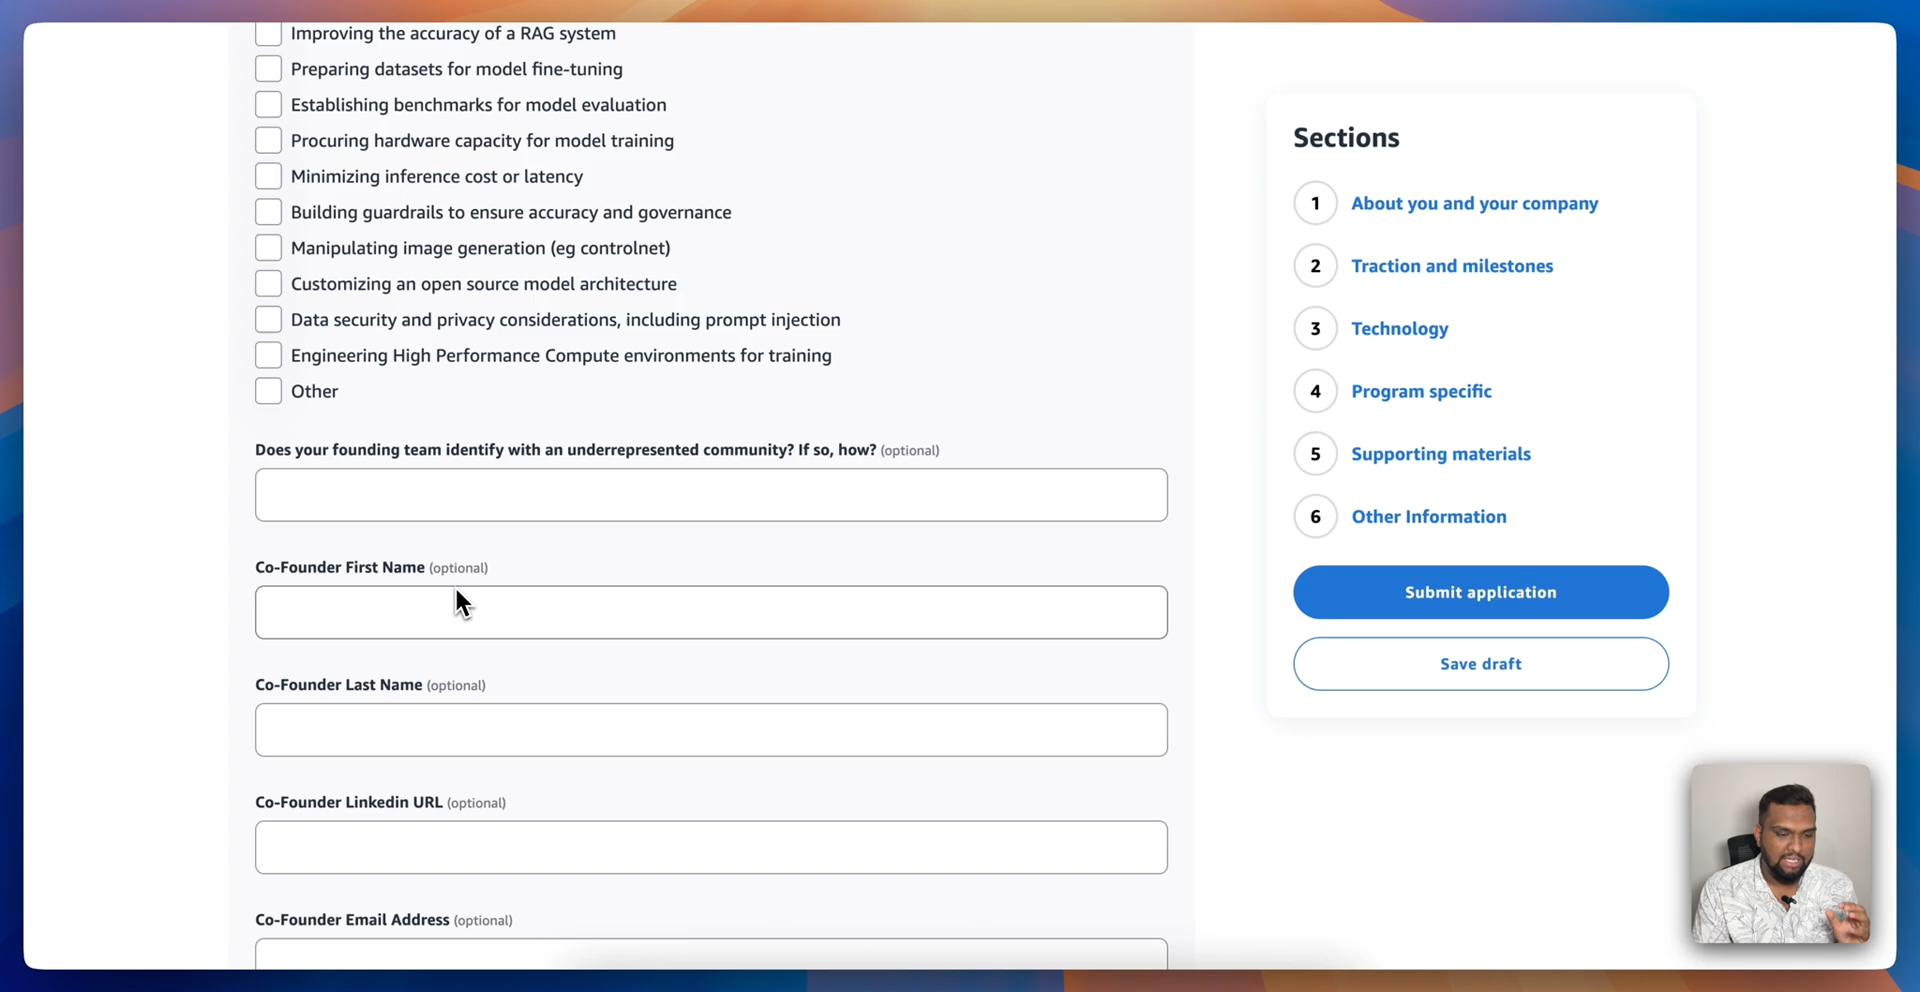 Improving the accuracy of a RAG system
Preparing datasets for model fine-tuning
Establishing benchmarks for model evaluation
Procuring hardware capacity for model training
Minimizing inference cost or latency
Building guardrails to ensure accuracy and governance
Manipulating image generation (eg controlnet)
Customizing an open source model architecture
Data security and privacy considerations, including prompt injection
Engineering High Performance Compute environments for training
Other
Does your founding team identify with an underrepresented community? If so, how? (optional)
Co-Founder First Name (optional)
Co-Founder Last Name (optional)
Co-Founder Linkedin URL (optional)
Co-Founder Email Address (optional)
Sections
1 About you and your company
2 Traction and milestones
3 Technology
4 Program specific
5 Supporting materials
6 Other Information
Submit application
Save draft